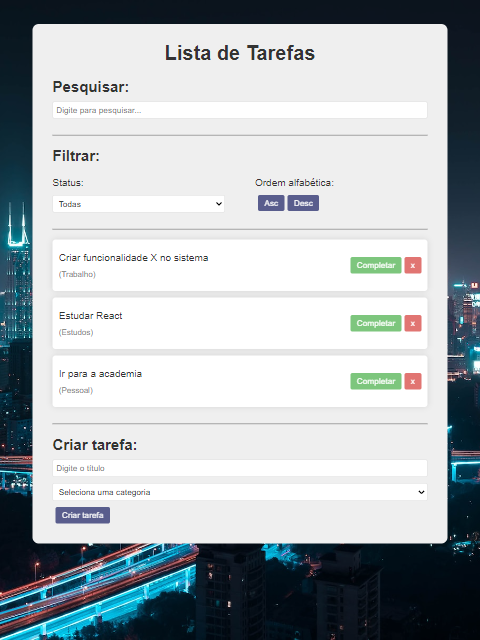 Lista de Tarefas
Pesquisar:
Digite para pesquisar...
Filtrar:
Status:
Todas
Ordem alfabética:
Asc
Desc
Criar funcionalidade X no sistema
(Trabalho)
Completar
x
Estudar React
(Estudos)
Completar
x
Ir para a academia
(Pessoal)
Completar
x
Criar tarefa:
Digite o título
Seleciona uma categoria
Criar tarefa